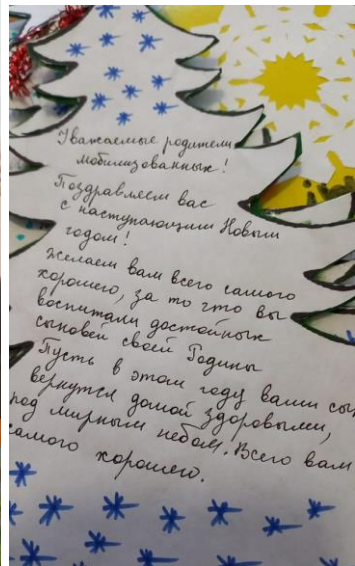 Уважаемые родители
мобилизованных!
Поздравляем вас
с наступающим Новым
годом!
Желаем вам всего самого
хорошего, за то что вы
воспитали достойных
сыновей своей Родины
Пусть в этом году ваши сы
вернутся домой здоровыми,
под мирным небом. Всего вам
самого хорошего.